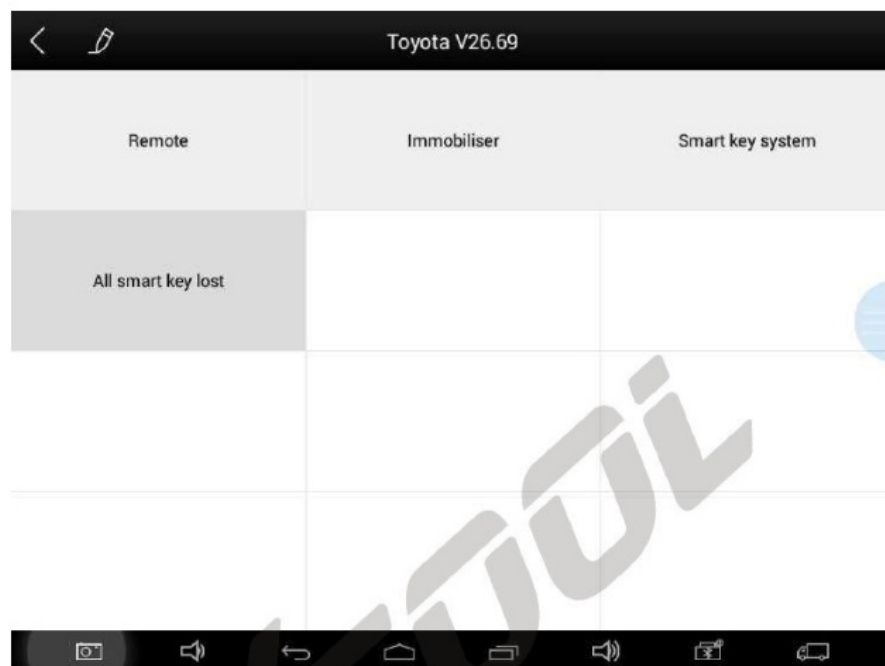 Toyota V26.69
Remote
Immobiliser
Smart key system
All smart key lost